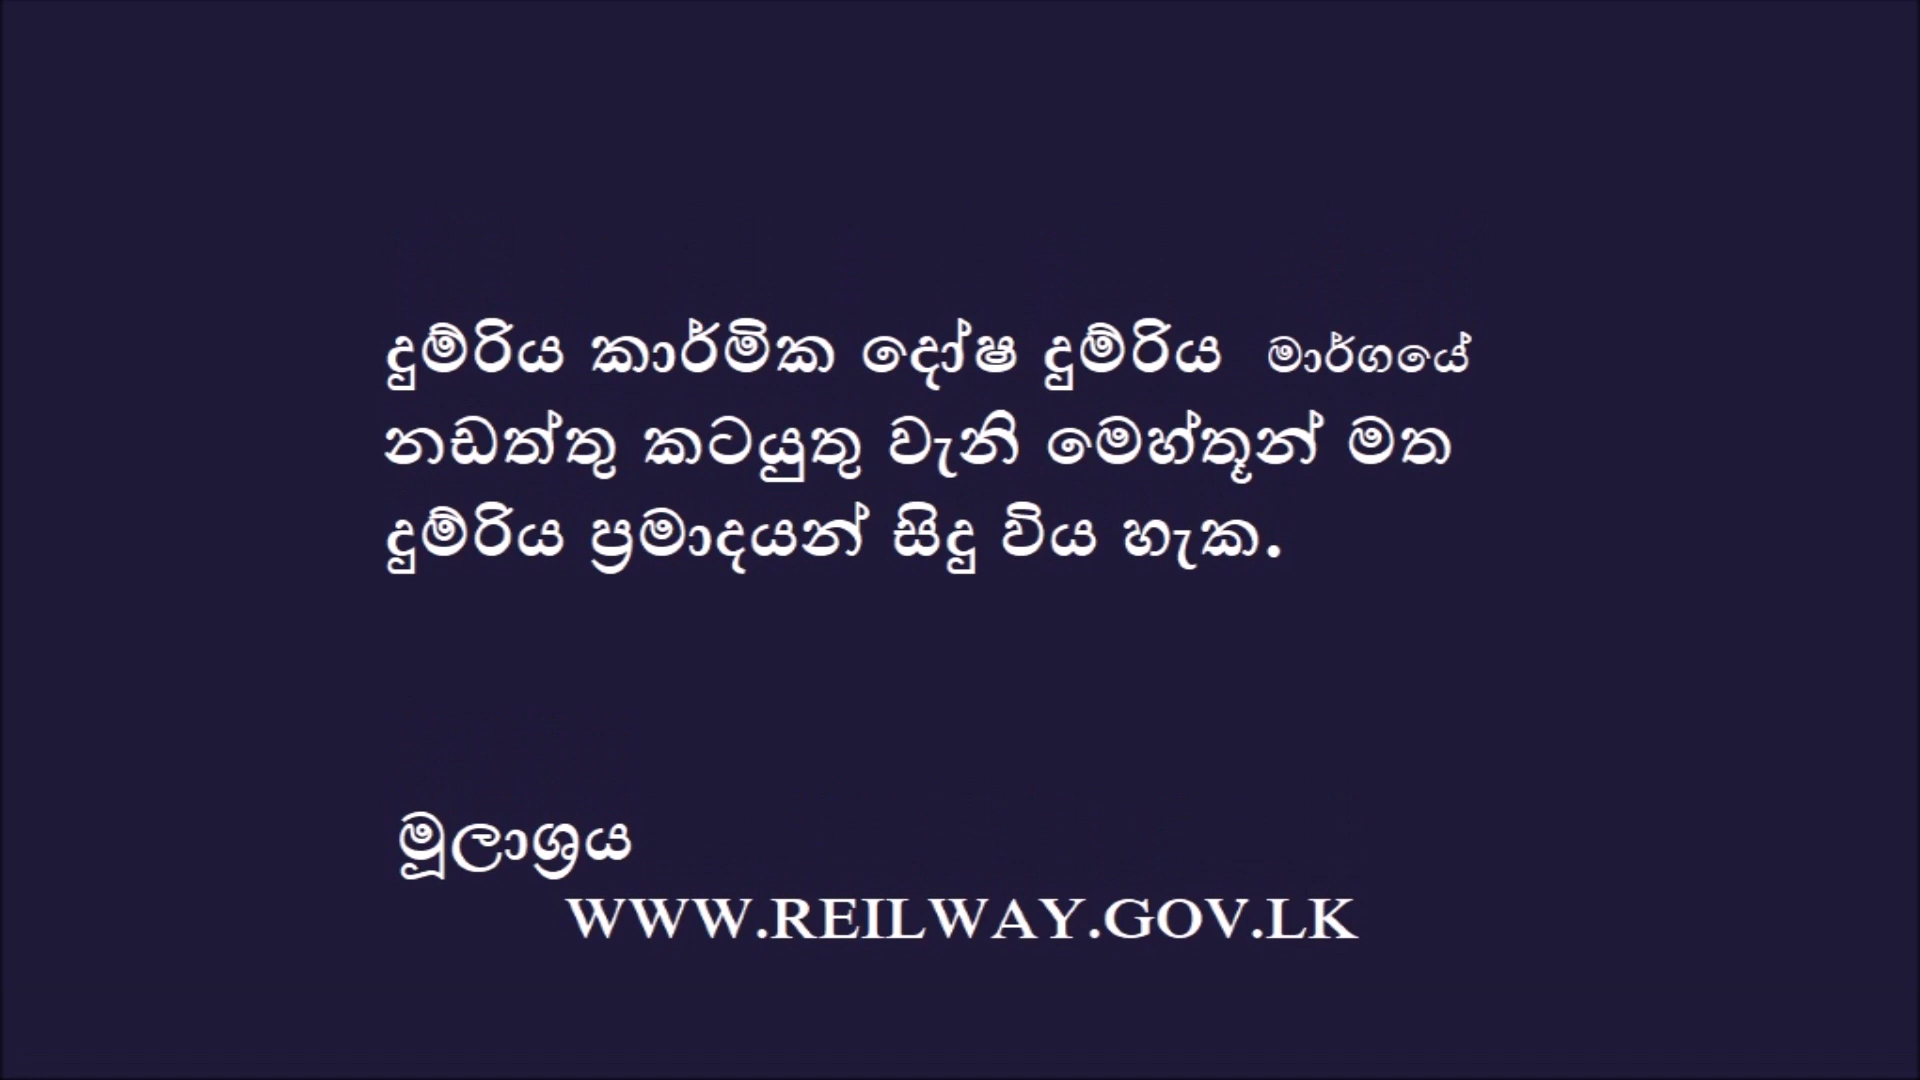 දුම්රිය කාර්මික දෝෂ දුම්රිය මාර්ගයේ
නඩත්තු කටයුතු වැනි මෙහ්තූන් මත
දුම්රිය ප්‍රමාදයන් සිදු විය හැක.
මූලාශ්‍රය
WWW.REILWAY.GOV.LK